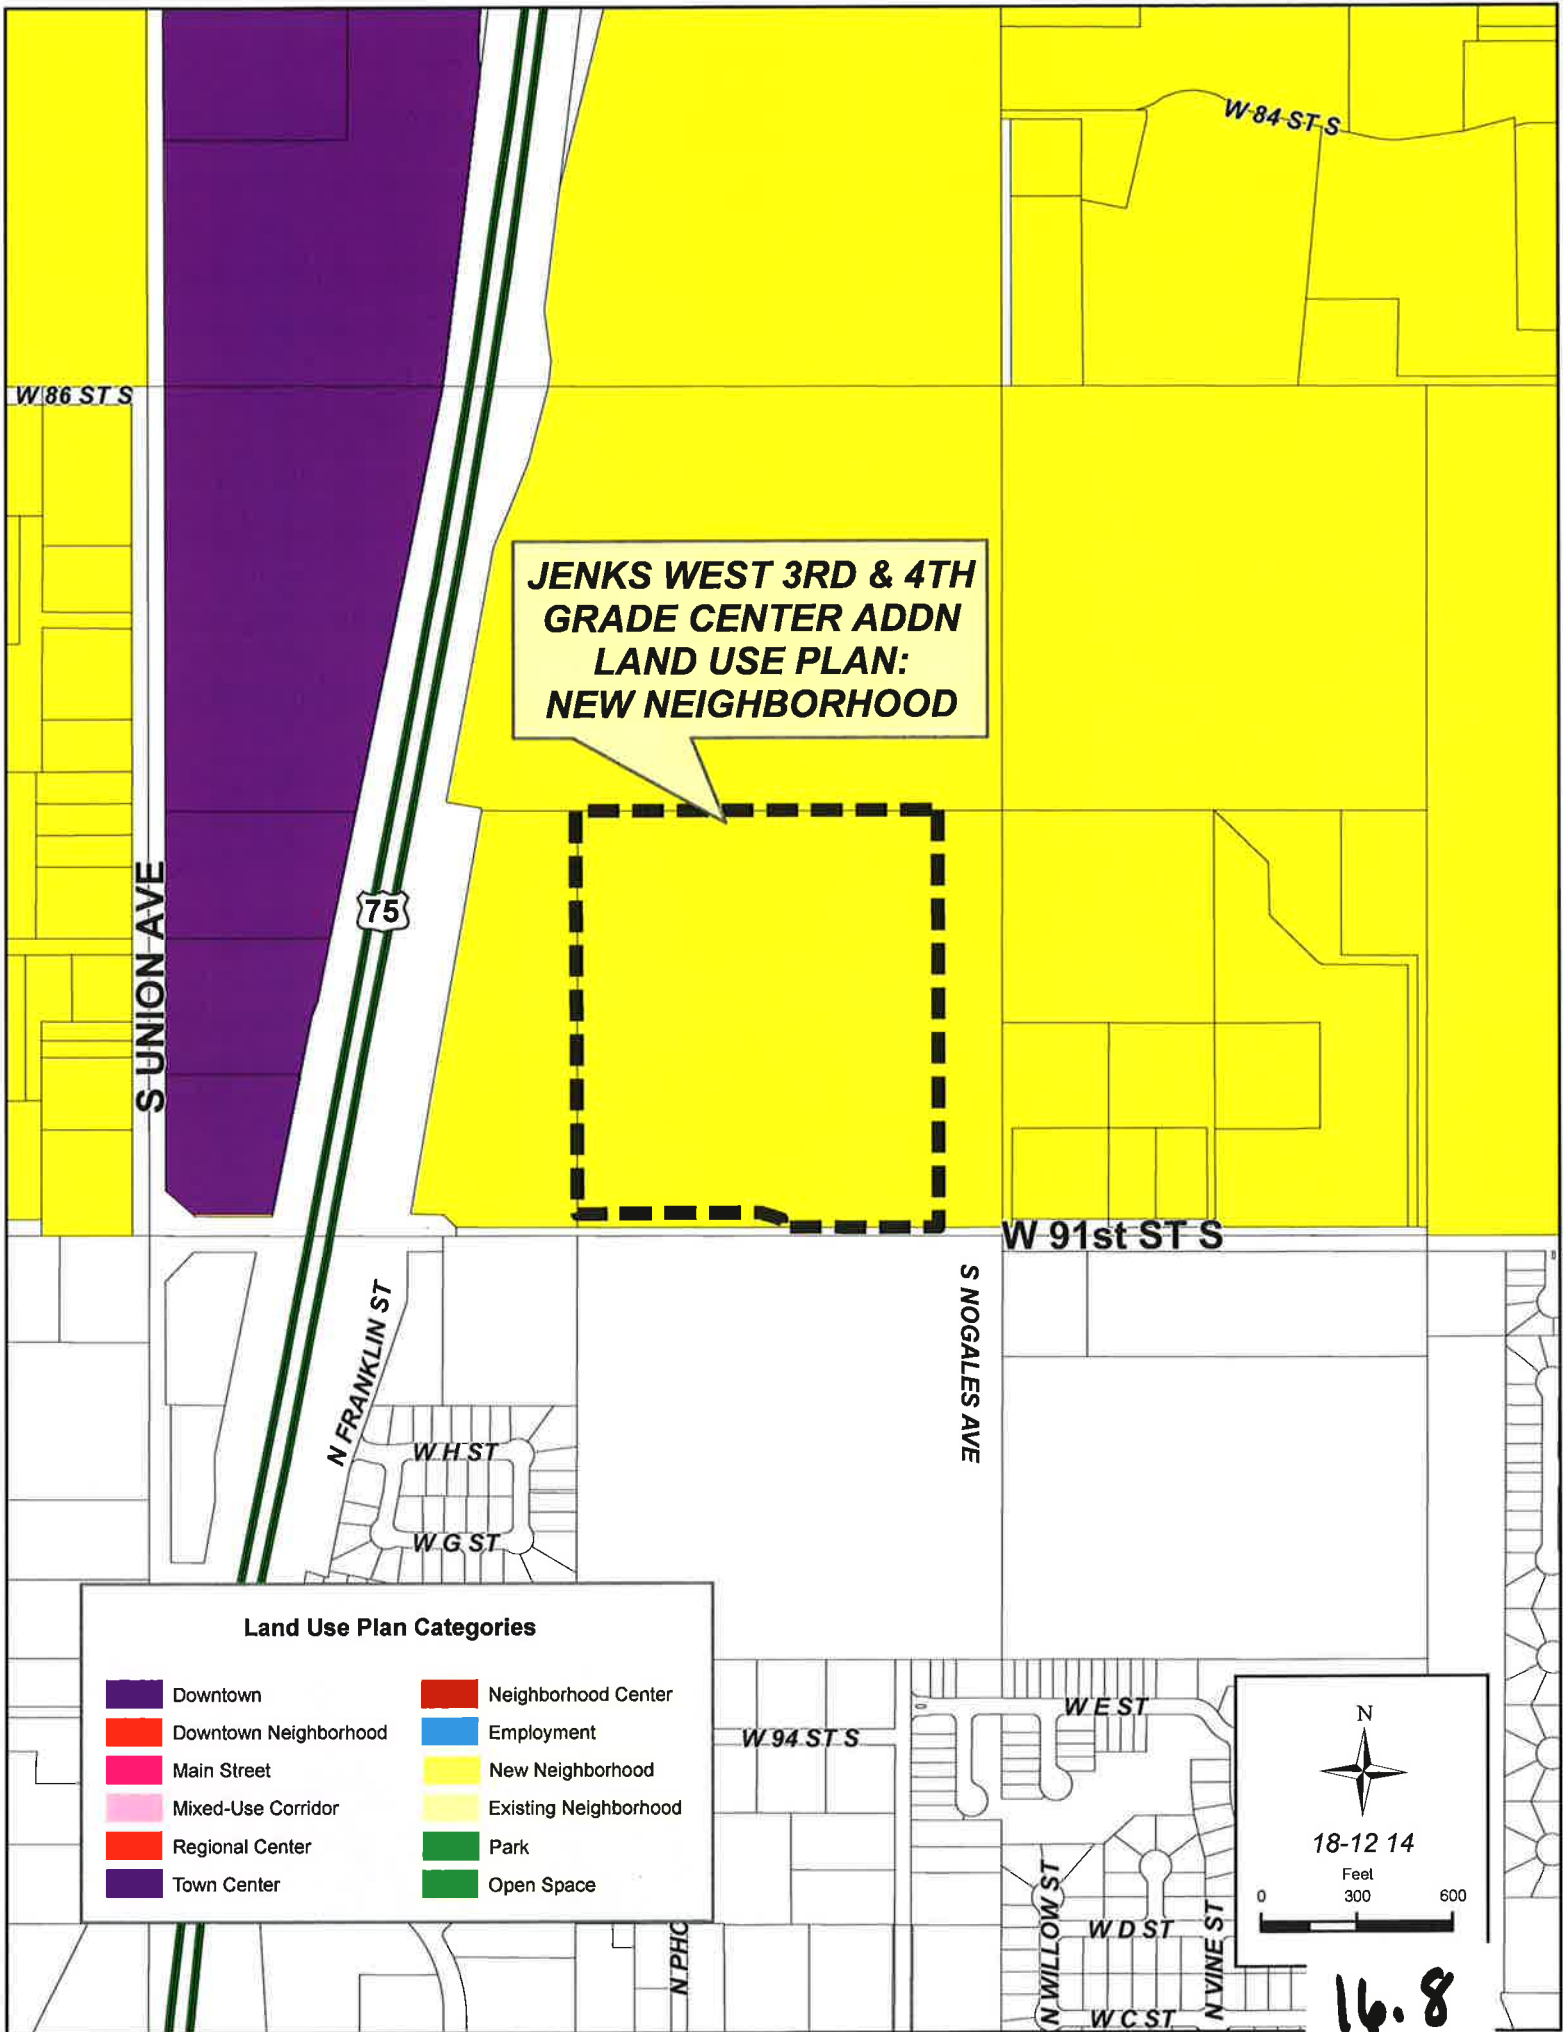 W 84 ST S
W 86 ST S
JENKS WEST 3RD & 4TH
GRADE CENTER ADDN
LAND USE PLAN:
NEW NEIGHBORHOOD
S UNION AVE
75
W 91st ST S
S NOGALES AVE
N FRANKLIN ST
W H ST
W G ST
Land Use Plan Categories
Downtown
Downtown Neighborhood
Main Street
Mixed-Use Corridor
Regional Center
Town Center
Neighborhood Center
Employment
New Neighborhood
Existing Neighborhood
Park
Open Space
W 94 ST S
W E ST
N
18-12 14
Feet
0 300 600
N PHO
N WILLOW ST
W D ST
N VINE ST
W C ST
16.8